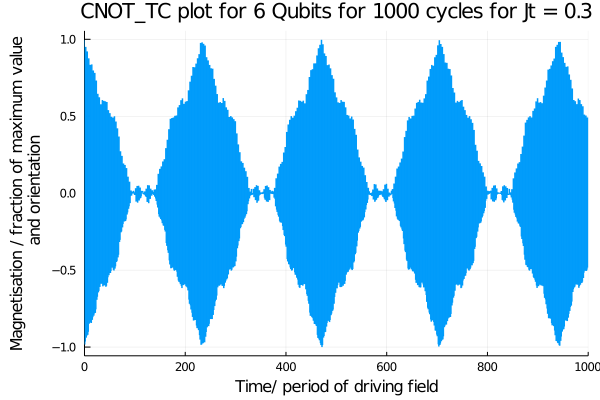 CNOT_TC plot for 6 Qubits for 1000 cycles for Jt = 0.3
Magnetisation / fraction of maximum value
and orientation
1.0
0.5
0.0
−0.5
−1.0
0
200
400
600
800
1000
Time/ period of driving field